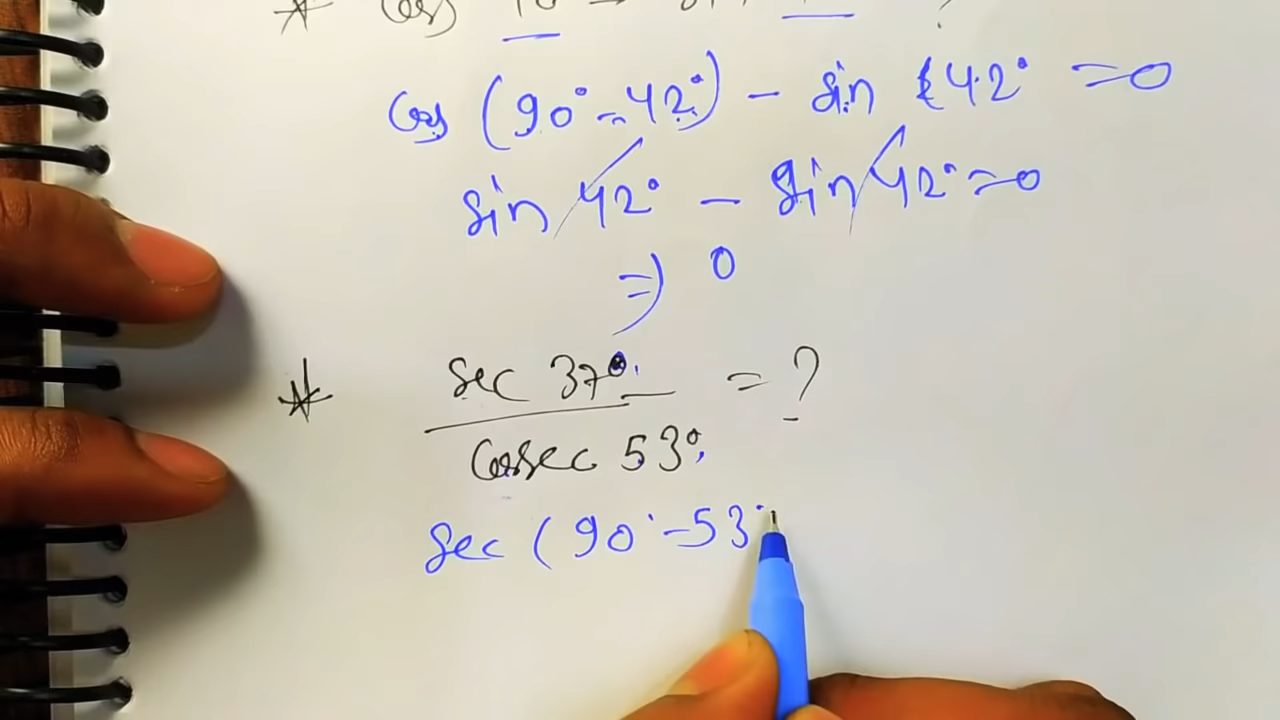 ?
cos (90° - 42°) - sin 42° = 0
sin 42° - sin 42° = 0
⇒ 0
* sec 37° = ?
cosec 53°
sec (90° - 53°